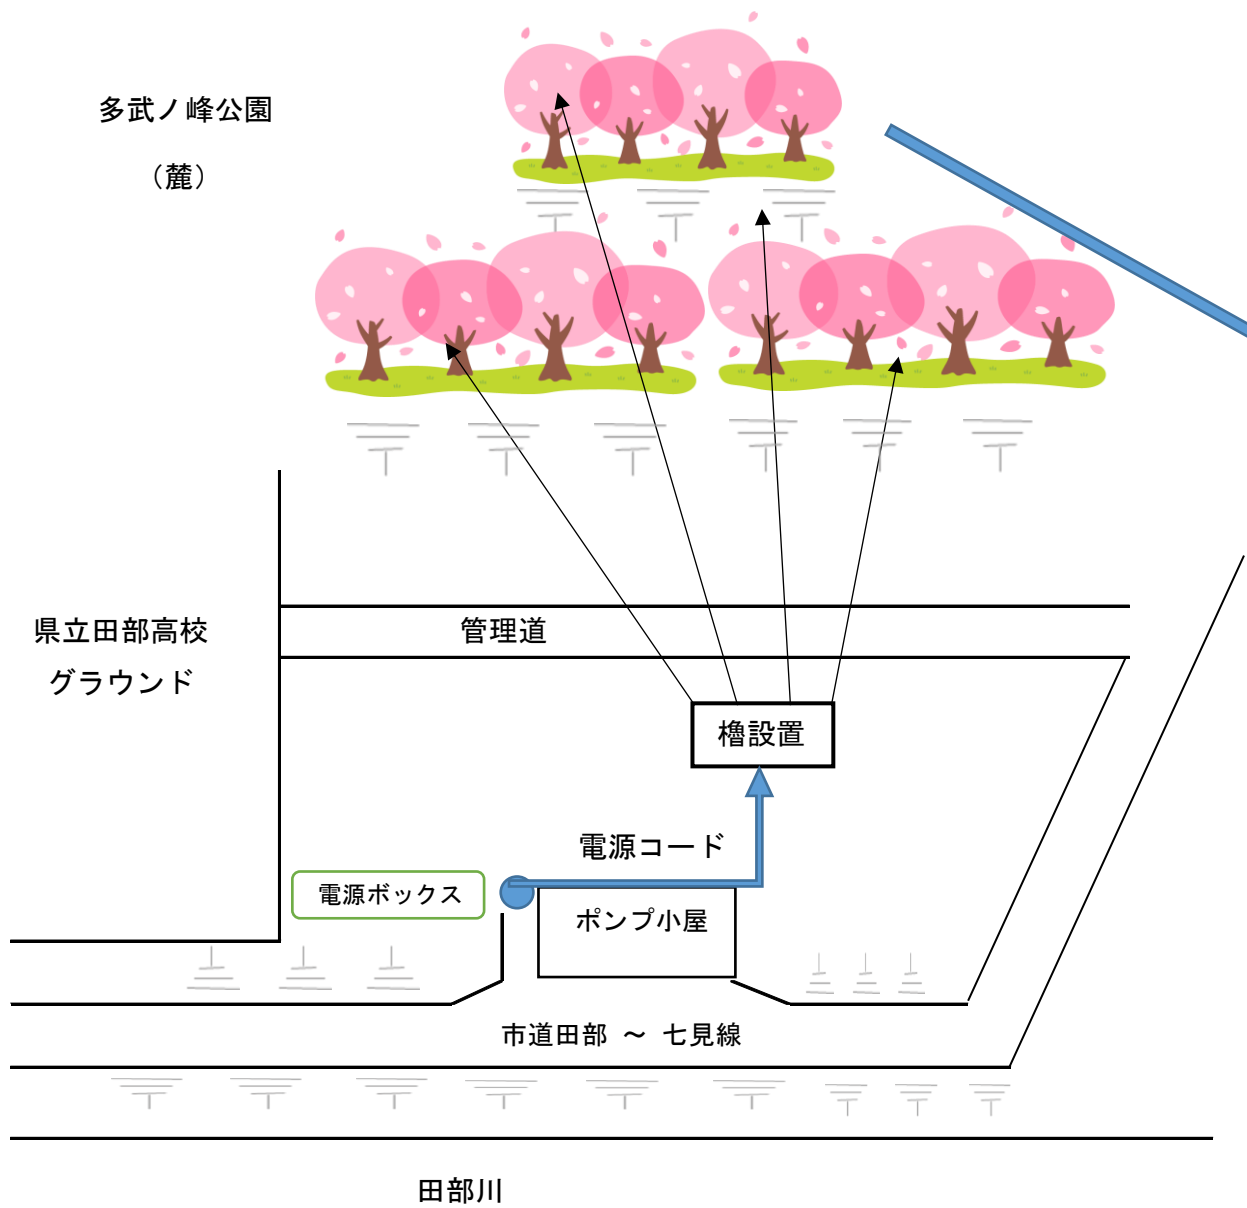 多武ノ峰公園
（麓）
県立田部高校
グラウンド
管理道
櫓設置
電源コード
電源ボックス
ポンプ小屋
市道田部 ～ 七見線
田部川